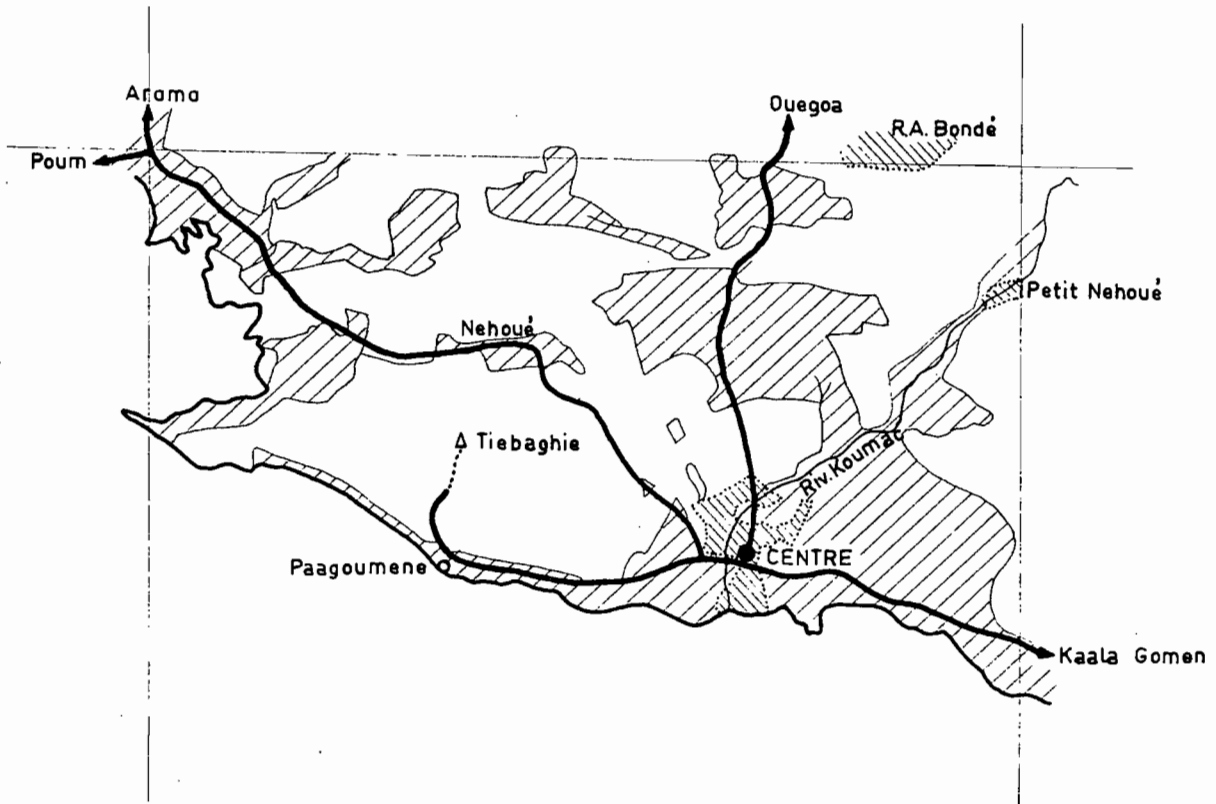 Arama
Ouegoa
R.A. Bondé
Poum
Petit Nehoué
Nehoué
Tiebaghie
Riv. Koumac
CENTRE
Paagoumene
Kaala Gomen